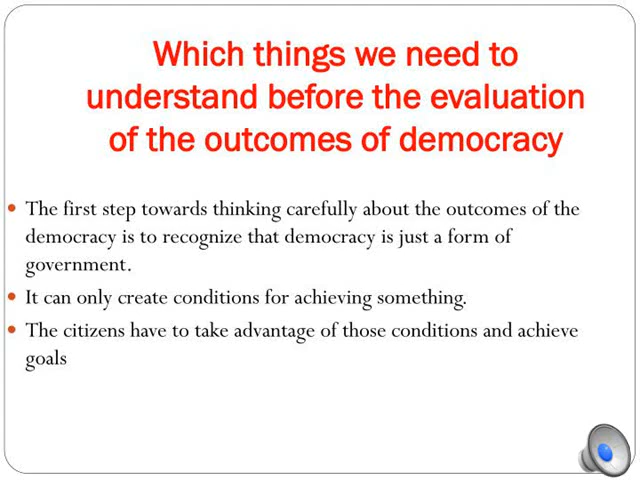 Which things we need to
understand before the evaluation
of the outcomes of democracy
• The first step towards thinking carefully about the outcomes of the
democracy is to recognize that democracy is just a form of
government.
• It can only create conditions for achieving something.
• The citizens have to take advantage of those conditions and achieve
goals